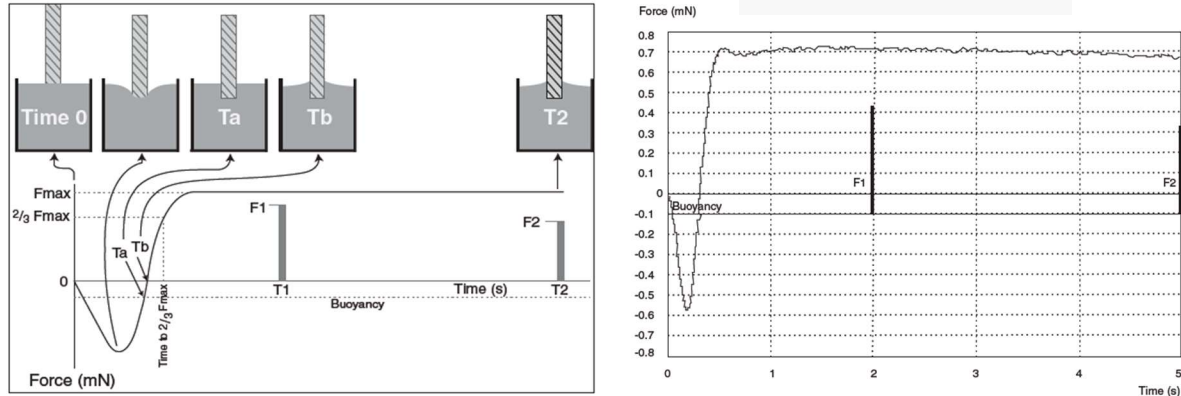 Time 0
Ta
Tb
T2
Fmax
2/3 Fmax
F1
F2
Ta
Tb
0
T1
Time (s)
T2
Buoyancy
Time to 2/3 Fmax
Force (mN)
Force (mN)
0.8
0.7
0.6
0.5
0.4
0.3
0.2
0.1
F1
F2
0
Buoyancy
-0.1
-0.2
-0.3
-0.4
-0.5
-0.6
-0.7
-0.8
0 1 2 3 4 5
Time (s)